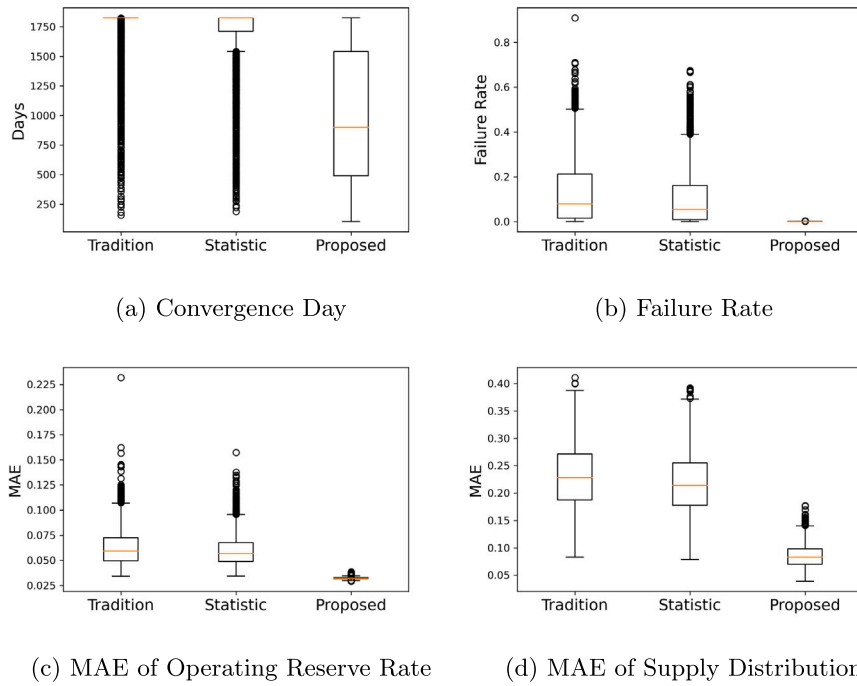 1750
1500
1250
1000
750
500
250
Days
Tradition Statistic Proposed
(a) Convergence Day
0.8
0.6
0.4
0.2
0.0
Failure Rate
Tradition Statistic Proposed
(b) Failure Rate
0.225
0.200
0.175
0.150
0.125
0.100
0.075
0.050
0.025
MAE
Tradition Statistic Proposed
(c) MAE of Operating Reserve Rate
0.40
0.35
0.30
0.25
0.20
0.15
0.10
0.05
MAE
Tradition Statistic Proposed
(d) MAE of Supply Distribution